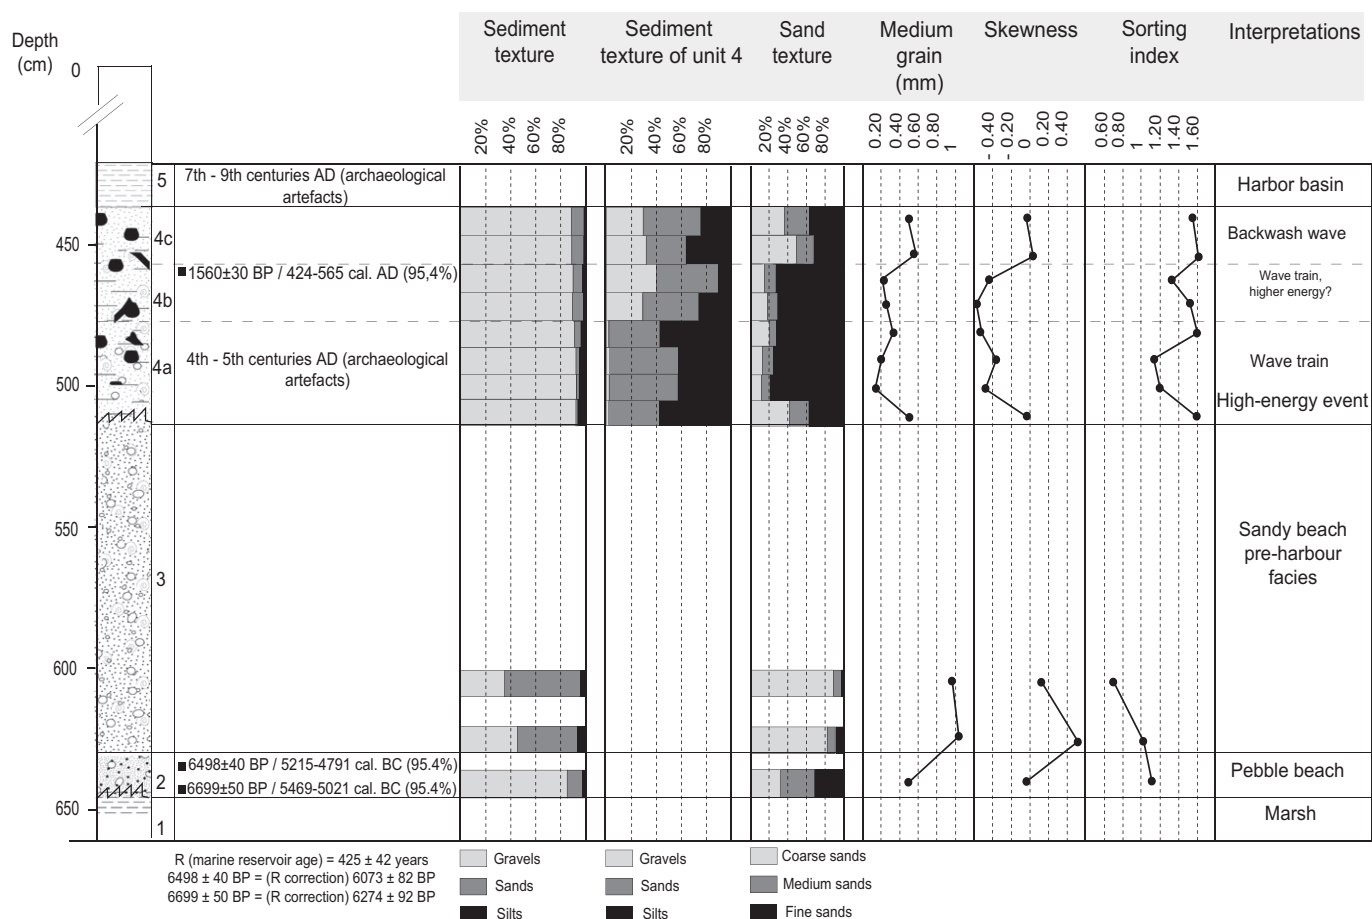 Depth
(cm)
0
Sediment
texture
Sediment
texture of unit 4
Sand
texture
Medium
grain
(mm)
Skewness
Sorting
index
Interpretations
20%
40%
60%
80%
20%
40%
60%
80%
20%
40%
60%
80%
0.20
0.40
0.60
0.80
1
- 0.40
- 0.20
0
0.20
0.40
0.60
0.80
1
1.20
1.40
1.60
5
7th - 9th centuries AD (archaeological
artefacts)
Harbor basin
4c
450
Backwash wave
1560±30 BP / 424-565 cal. AD (95,4%)
4b
Wave train,
higher energy?
4a
4th - 5th centuries AD (archaeological
artefacts)
Wave train
500
High-energy event
550
3
Sandy beach
pre-harbour
facies
600
2
6498±40 BP / 5215-4791 cal. BC (95.4%)
6699±50 BP / 5469-5021 cal. BC (95.4%)
Pebble beach
650
1
Marsh
R (marine reservoir age) = 425 ± 42 years
6498 ± 40 BP = (R correction) 6073 ± 82 BP
6699 ± 50 BP = (R correction) 6274 ± 92 BP
Gravels
Sands
Silts
Gravels
Sands
Silts
Coarse sands
Medium sands
Fine sands